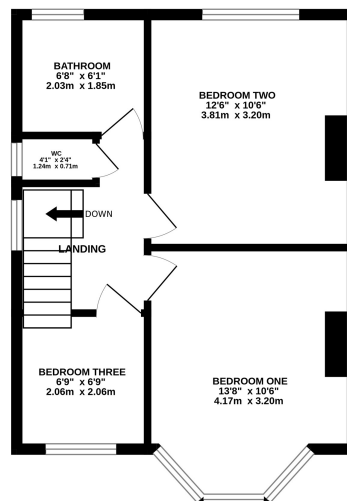 BATHROOM
6'8" x 6'1"
2.03m x 1.85m
BEDROOM TWO
12'6" x 10'6"
3.81m x 3.20m
WC
4'1" x 2'4"
1.24m x 0.71m
DOWN
LANDING
BEDROOM THREE
6'9" x 6'9"
2.06m x 2.06m
BEDROOM ONE
13'8" x 10'6"
4.17m x 3.20m